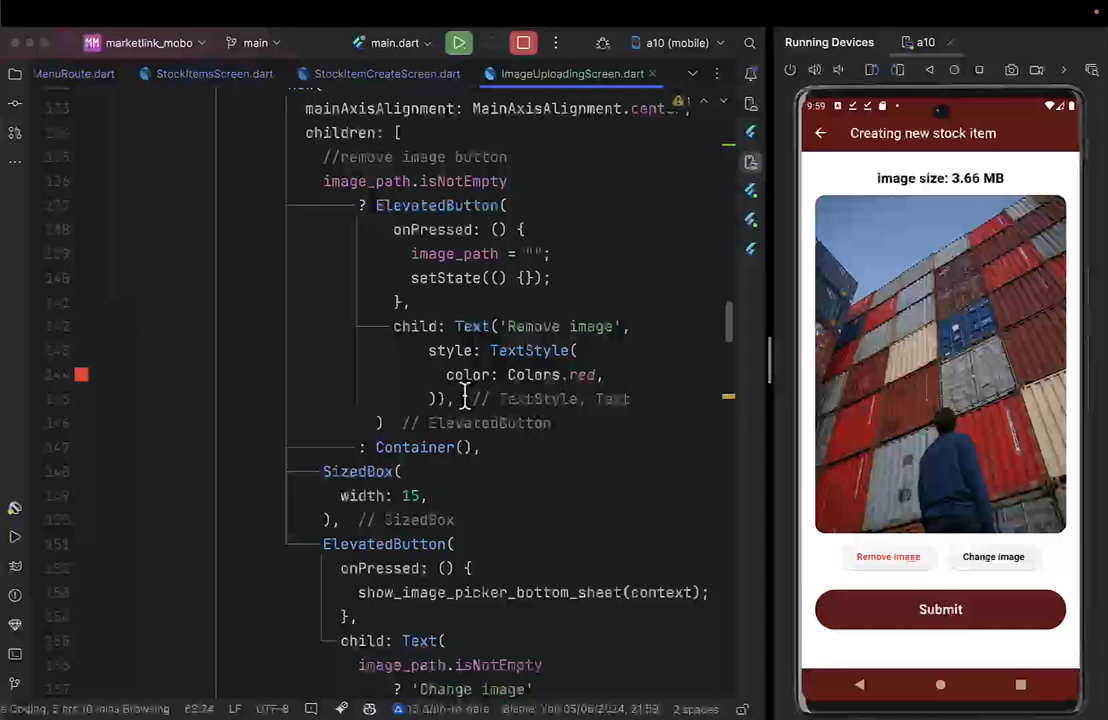 MM marketlink_mobo
main
main.dart
a10 (mobile)
Running Devices
a10
MenuRoute.dart
StockItemsScreen.dart
StockItemCreateScreen.dart
ImageUploadingScreen.dart
mainAxisAlignment: MainAxisAlignment.center,
children: [
//remove image button
image_path.isNotEmpty
? ElevatedButton(
onPressed: () {
image_path = "";
setState(() {});
},
child: Text('Remove image',
style: TextStyle(
color: Colors.red,
)), // TextStyle, Text
) // ElevatedButton
: Container(),
SizedBox(
width: 15,
), // SizedBox
ElevatedButton(
onPressed: () {
show_image_picker_bottom_sheet(context);
},
child: Text(
image_path.isNotEmpty
? 'Change image'
LF
UTF-8
2 spaces
9:59
Creating new stock item
image size: 3.66 MB
Remove image
Change image
Submit